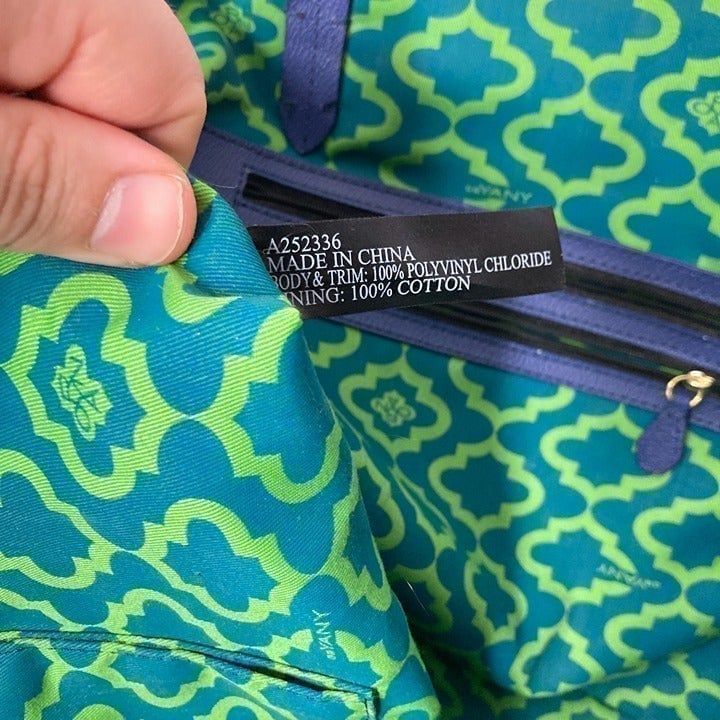 A252336
MADE IN CHINA
BODY & TRIM: 100% POLYVINYL CHLORIDE
LINING: 100% COTTON